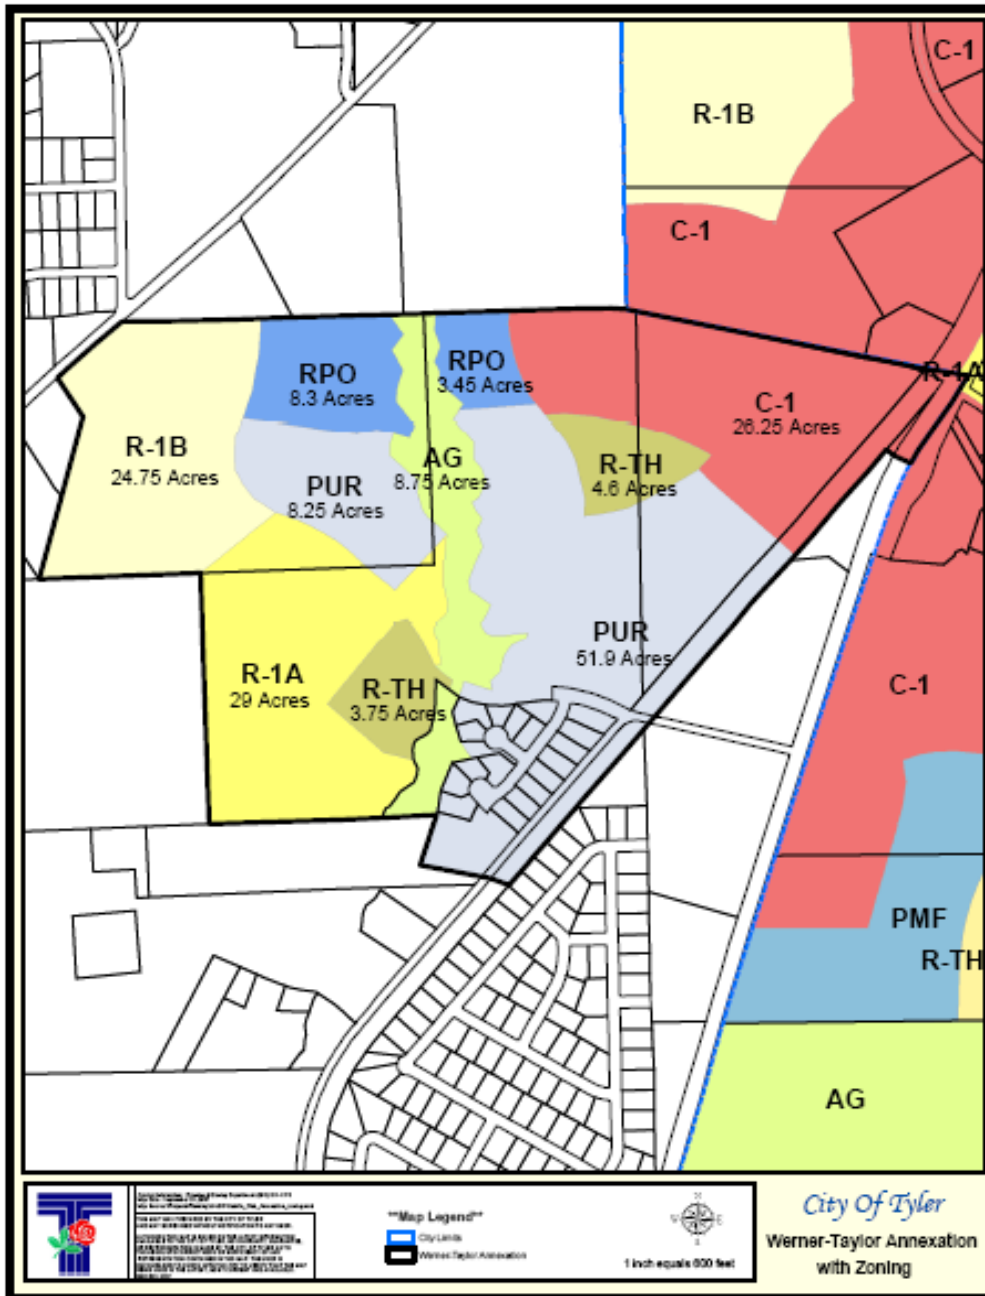 C-1
R-1B
C-1
RPO
8.3 Acres
RPO
3.45 Acres
R-1A
C-1
26.25 Acres
R-1B
24.75 Acres
AG
8.75 Acres
R-TH
4.6 Acres
PUR
8.25 Acres
PUR
51.9 Acres
R-1A
29 Acres
R-TH
3.75 Acres
C-1
PMF
R-TH
AG
**Map Legend**
City Limits
Werner-Taylor Annexation
N
W E
S
1 inch equals 600 feet
City Of Tyler
Werner-Taylor Annexation
with Zoning